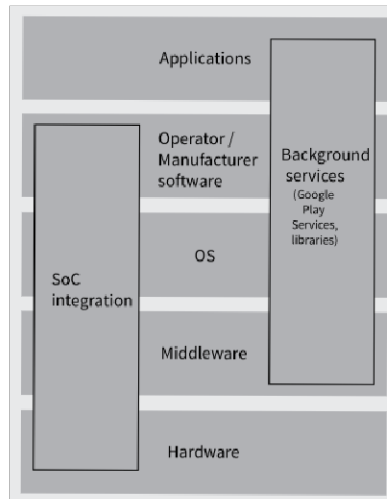 Applications
Operator /
Manufacturer
software
Background
services
(Google
Play
Services,
libraries)
OS
SoC
integration
Middleware
Hardware